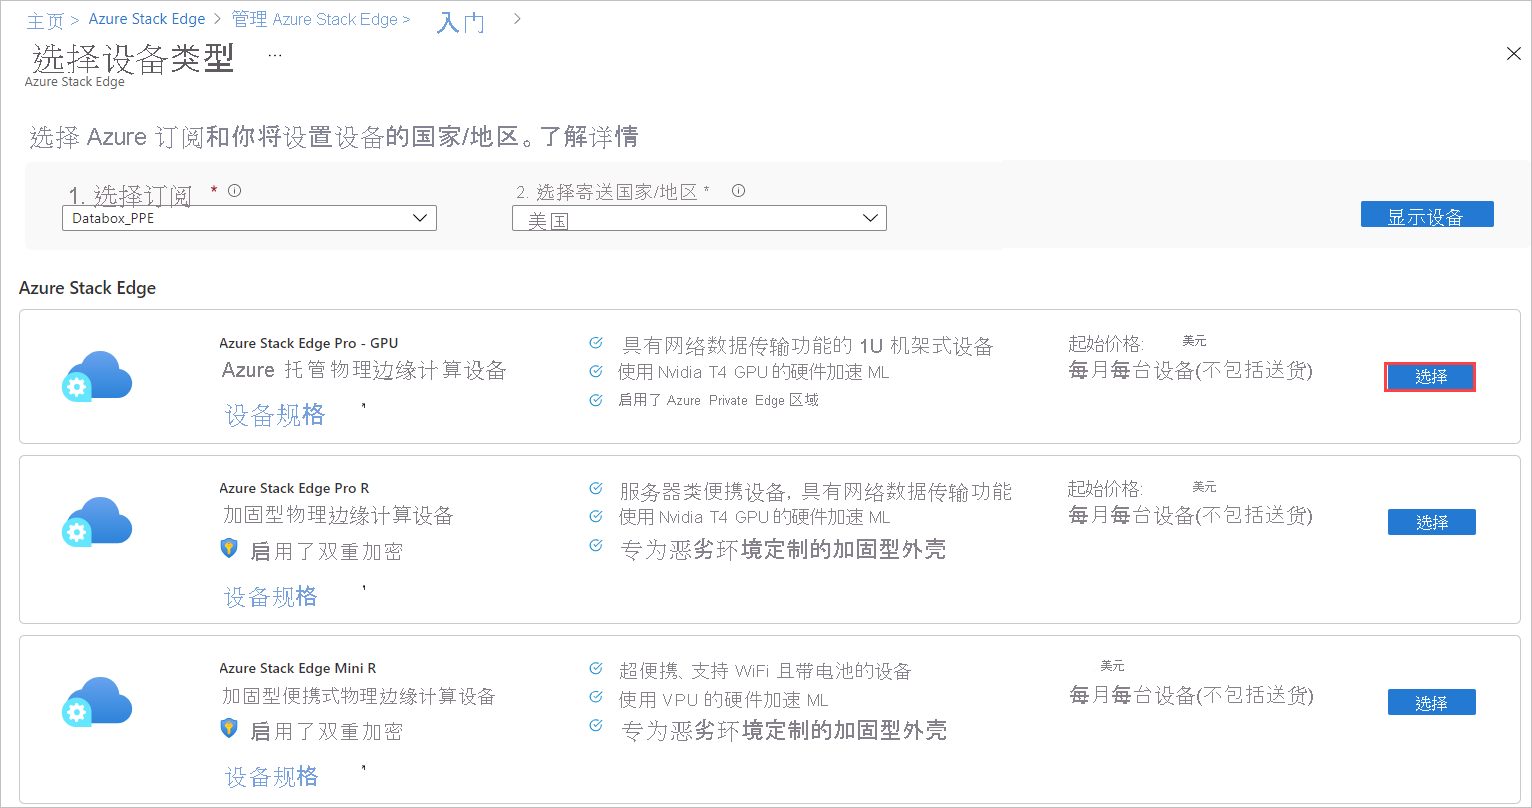 主页 > Azure Stack Edge > 管理 Azure Stack Edge > 入门 >
选择设备类型 ...
Azure Stack Edge
选择 Azure 订阅和你将设置设备的国家/地区。了解详情
1. 选择订阅 *
2. 选择寄送国家/地区 *
Databox_PPE
美国
显示设备
Azure Stack Edge
Azure Stack Edge Pro - GPU
Azure 托管物理边缘计算设备
设备规格
具有网络数据传输功能的 1U 机架式设备
使用 Nvidia T4 GPU 的硬件加速 ML
启用了 Azure Private Edge 区域
起始价格: 美元
每月每台设备(不包括送货)
选择
Azure Stack Edge Pro R
加固型物理边缘计算设备
启用了双重加密
设备规格
服务器类便携设备, 具有网络数据传输功能
使用 Nvidia T4 GPU 的硬件加速 ML
专为恶劣环境定制的加固型外壳
起始价格: 美元
每月每台设备(不包括送货)
选择
Azure Stack Edge Mini R
加固型便携式物理边缘计算设备
启用了双重加密
设备规格
超便携、支持 WiFi 且带电池的设备
使用 VPU 的硬件加速 ML
专为恶劣环境定制的加固型外壳
美元
每月每台设备(不包括送货)
选择